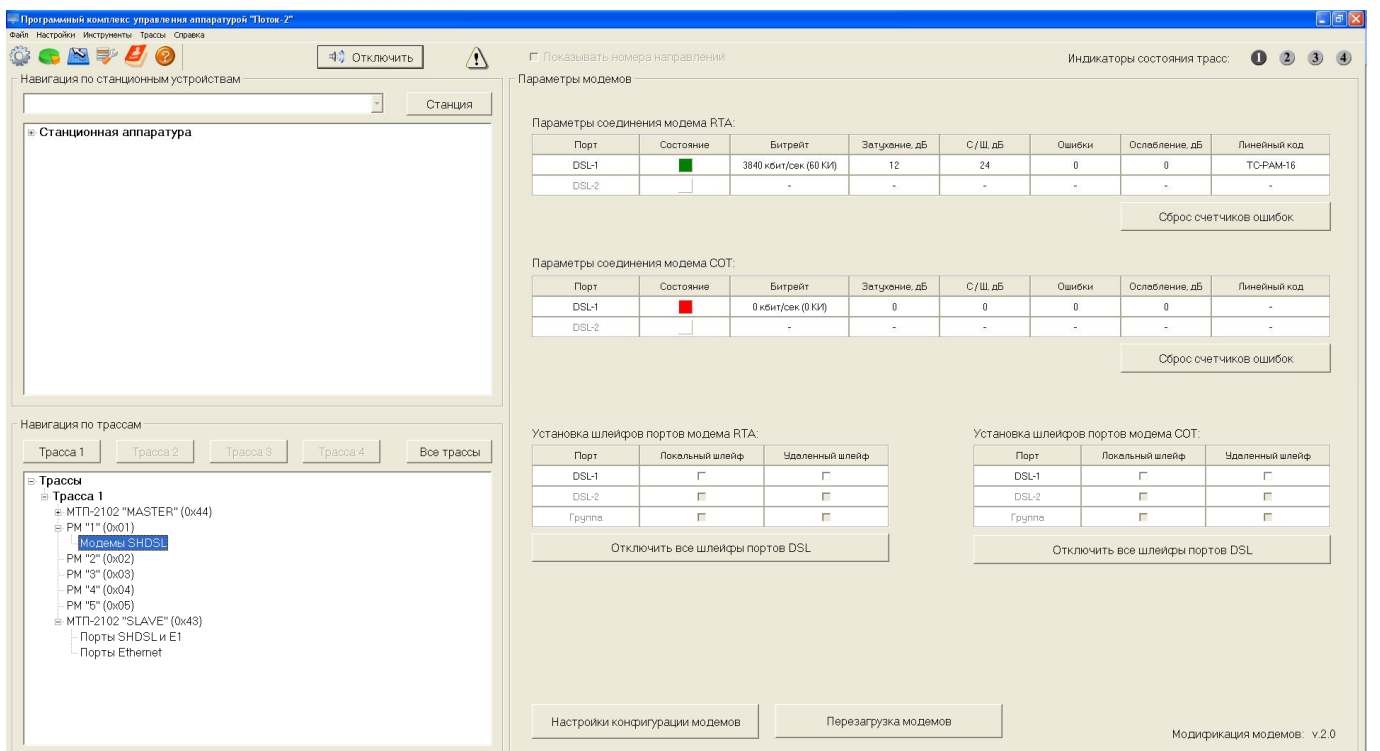 Программный комплекс управления аппаратурой "Поток-2"
Файл Настройки Инструменты Трассы Справка
Отключить
Показывать номера направлений
Индикаторы состояния трасс: 1 2 3 4
Навигация по станционным устройствам
Станция
Станционная аппаратура
Навигация по трассам
Трасса 1 Трасса 2 Трасса 3 Трасса 4 Все трассы
Трассы
Трасса 1
МТП-2102 "MASTER" (0x44)
РМ "1" (0x01)
Модемы SHDSL
РМ "2" (0x02)
РМ "3" (0x03)
РМ "4" (0x04)
РМ "5" (0x05)
МТП-2102 "SLAVE" (0x43)
Порты SHDSL и E1
Порты Ethernet
Параметры модемов
Параметры соединения модема RTA:
Порт Состояние Битрейт Затухание, дБ С/Ш, дБ Ошибки Ослабление, дБ Линейный код
DSL-1 3840 кбит/сек (60 КИ) 12 24 0 0 TC-PAM-16
DSL-2 - - - - - -
Сброс счетчиков ошибок
Параметры соединения модема COT:
Порт Состояние Битрейт Затухание, дБ С/Ш, дБ Ошибки Ослабление, дБ Линейный код
DSL-1 0 кбит/сек (0 КИ) 0 0 0 0 -
DSL-2 - - - - - -
Сброс счетчиков ошибок
Установка шлейфов портов модема RTA:
Порт Локальный шлейф Удаленный шлейф
DSL-1
DSL-2
Группа
Отключить все шлейфы портов DSL
Установка шлейфов портов модема COT:
Порт Локальный шлейф Удаленный шлейф
DSL-1
DSL-2
Группа
Отключить все шлейфы портов DSL
Настройки конфигурации модемов
Перезагрузка модемов
Модификация модемов: v.2.0